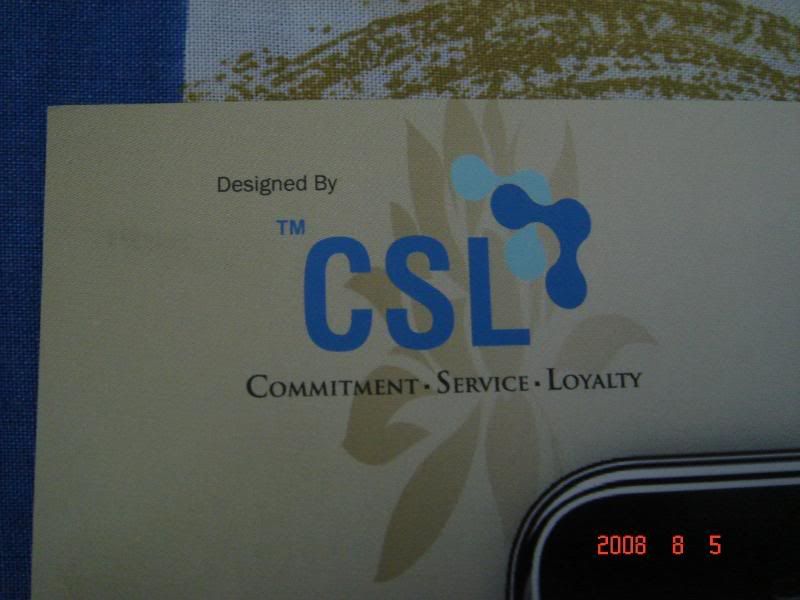 Designed By
TM
CSL
COMMITMENT · SERVICE · LOYALTY
2008 8 5